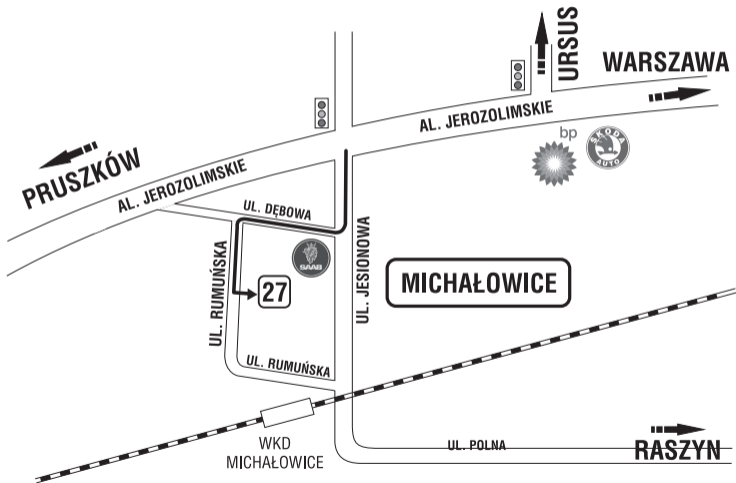 URSUS
WARSZAWA
AL. JEROZOLIMSKIE
bp
ŠKODA
AUTO
PRUSZKÓW
AL. JEROZOLIMSKIE
UL. DĘBOWA
SAAB
UL. RUMUŃSKA
27
UL. JESIONOWA
MICHAŁOWICE
UL. RUMUŃSKA
WKD
MICHAŁOWICE
UL. POLNA
RASZYN